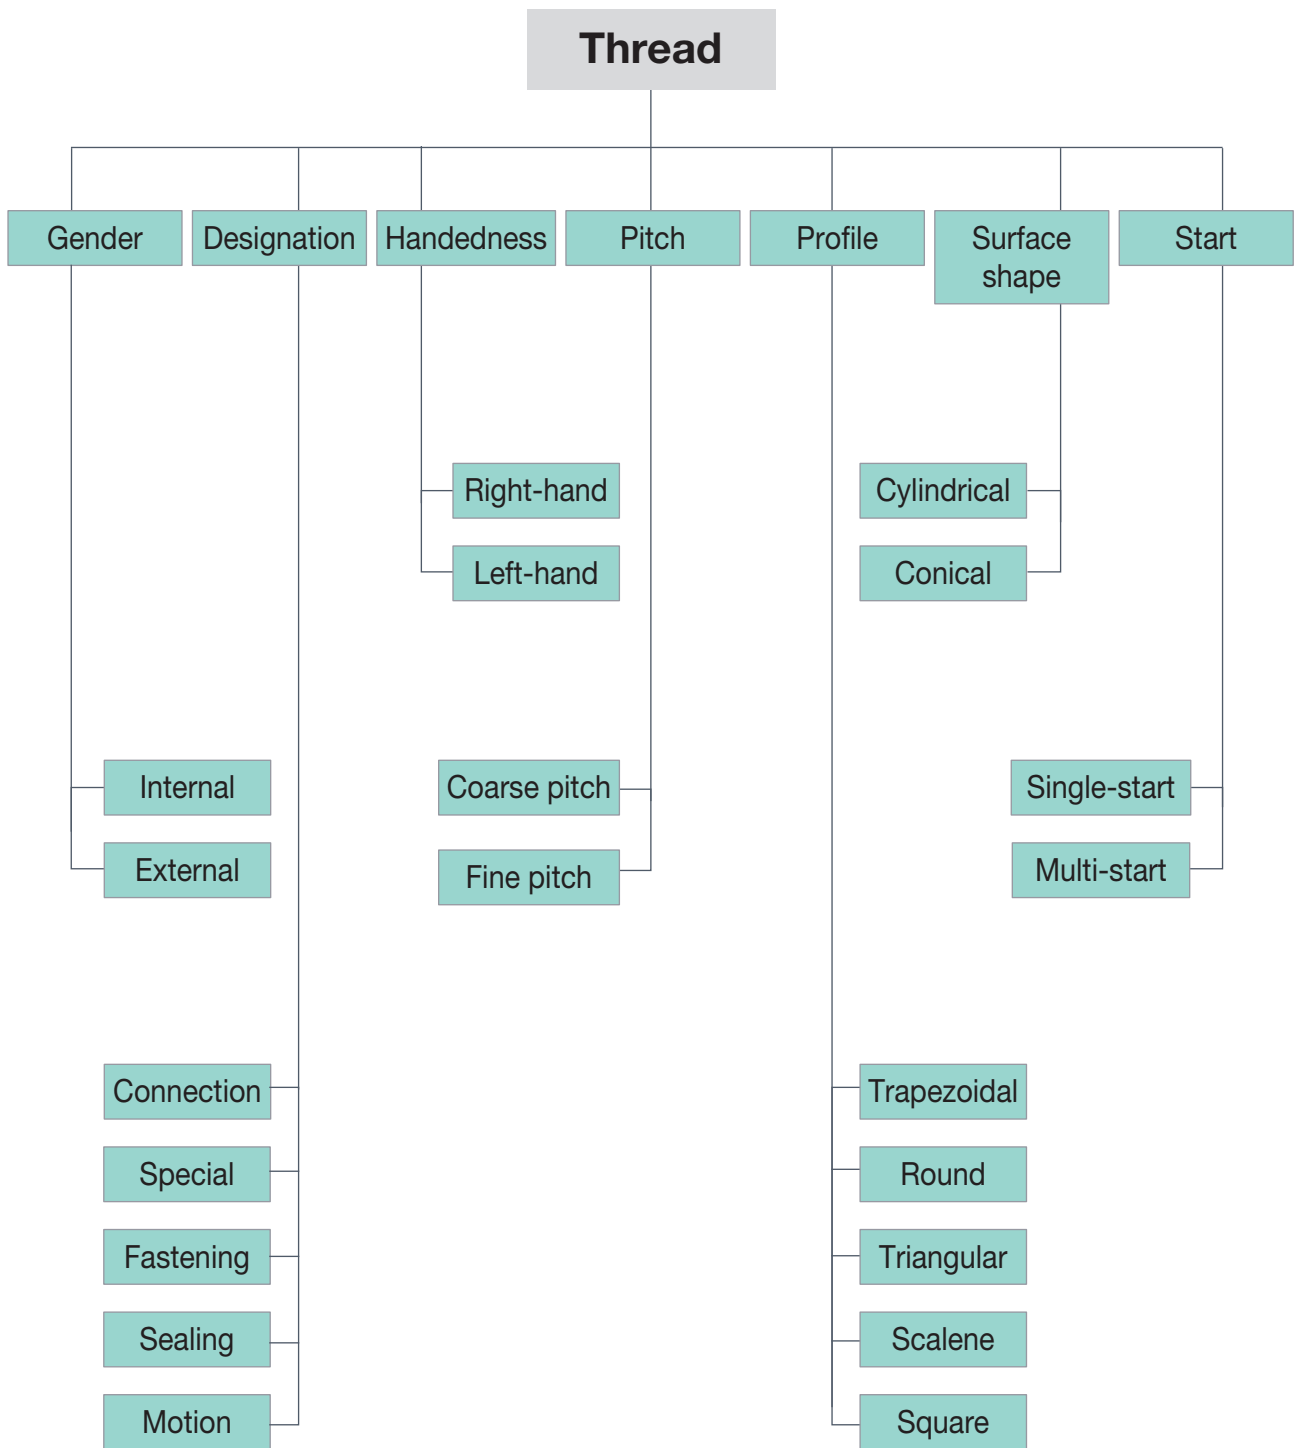 Thread
Gender
Designation
Handedness
Pitch
Profile
Surface
shape
Start
Right-hand
Left-hand
Cylindrical
Conical
Internal
External
Coarse pitch
Fine pitch
Single-start
Multi-start
Connection
Special
Fastening
Sealing
Motion
Trapezoidal
Round
Triangular
Scalene
Square